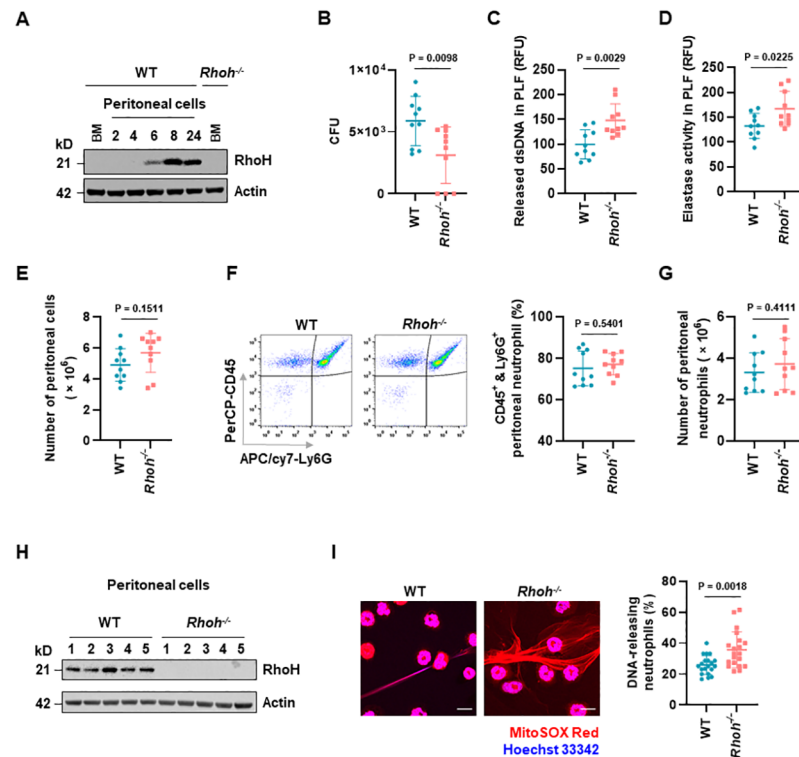 A
WT
Rhoh-/-
Peritoneal cells
kD
BM
2 4 6 8 24
BM
21
RhoH
42
Actin
B
P = 0.0098
CFU
1×10⁴
5×10³
0
WT
Rhoh-/-
C
P = 0.0029
Released dsDNA in PLF (RFU)
250
200
150
100
50
0
WT
Rhoh-/-
D
P = 0.0225
Elastase activity in PLF (RFU)
250
200
150
100
50
0
WT
Rhoh-/-
E
P = 0.1511
Number of peritoneal cells
( × 10⁶)
8
6
4
2
0
WT
Rhoh-/-
F
WT
Rhoh-/-
PerCP-CD45
APC/cy7-Ly6G
P = 0.5401
CD45⁺ & Ly6G⁺
peritoneal neutrophil (%)
100
80
60
40
WT
Rhoh-/-
G
P = 0.4111
Number of peritoneal
neutrophils ( × 10⁶)
6
4
2
0
WT
Rhoh-/-
H
Peritoneal cells
WT
Rhoh-/-
kD
1 2 3 4 5 1 2 3 4 5
21
RhoH
42
Actin
I
WT
Rhoh-/-
MitoSOX Red
Hoechst 33342
P = 0.0018
DNA-releasing
neutrophils (%)
80
60
40
20
0
WT
Rhoh-/-